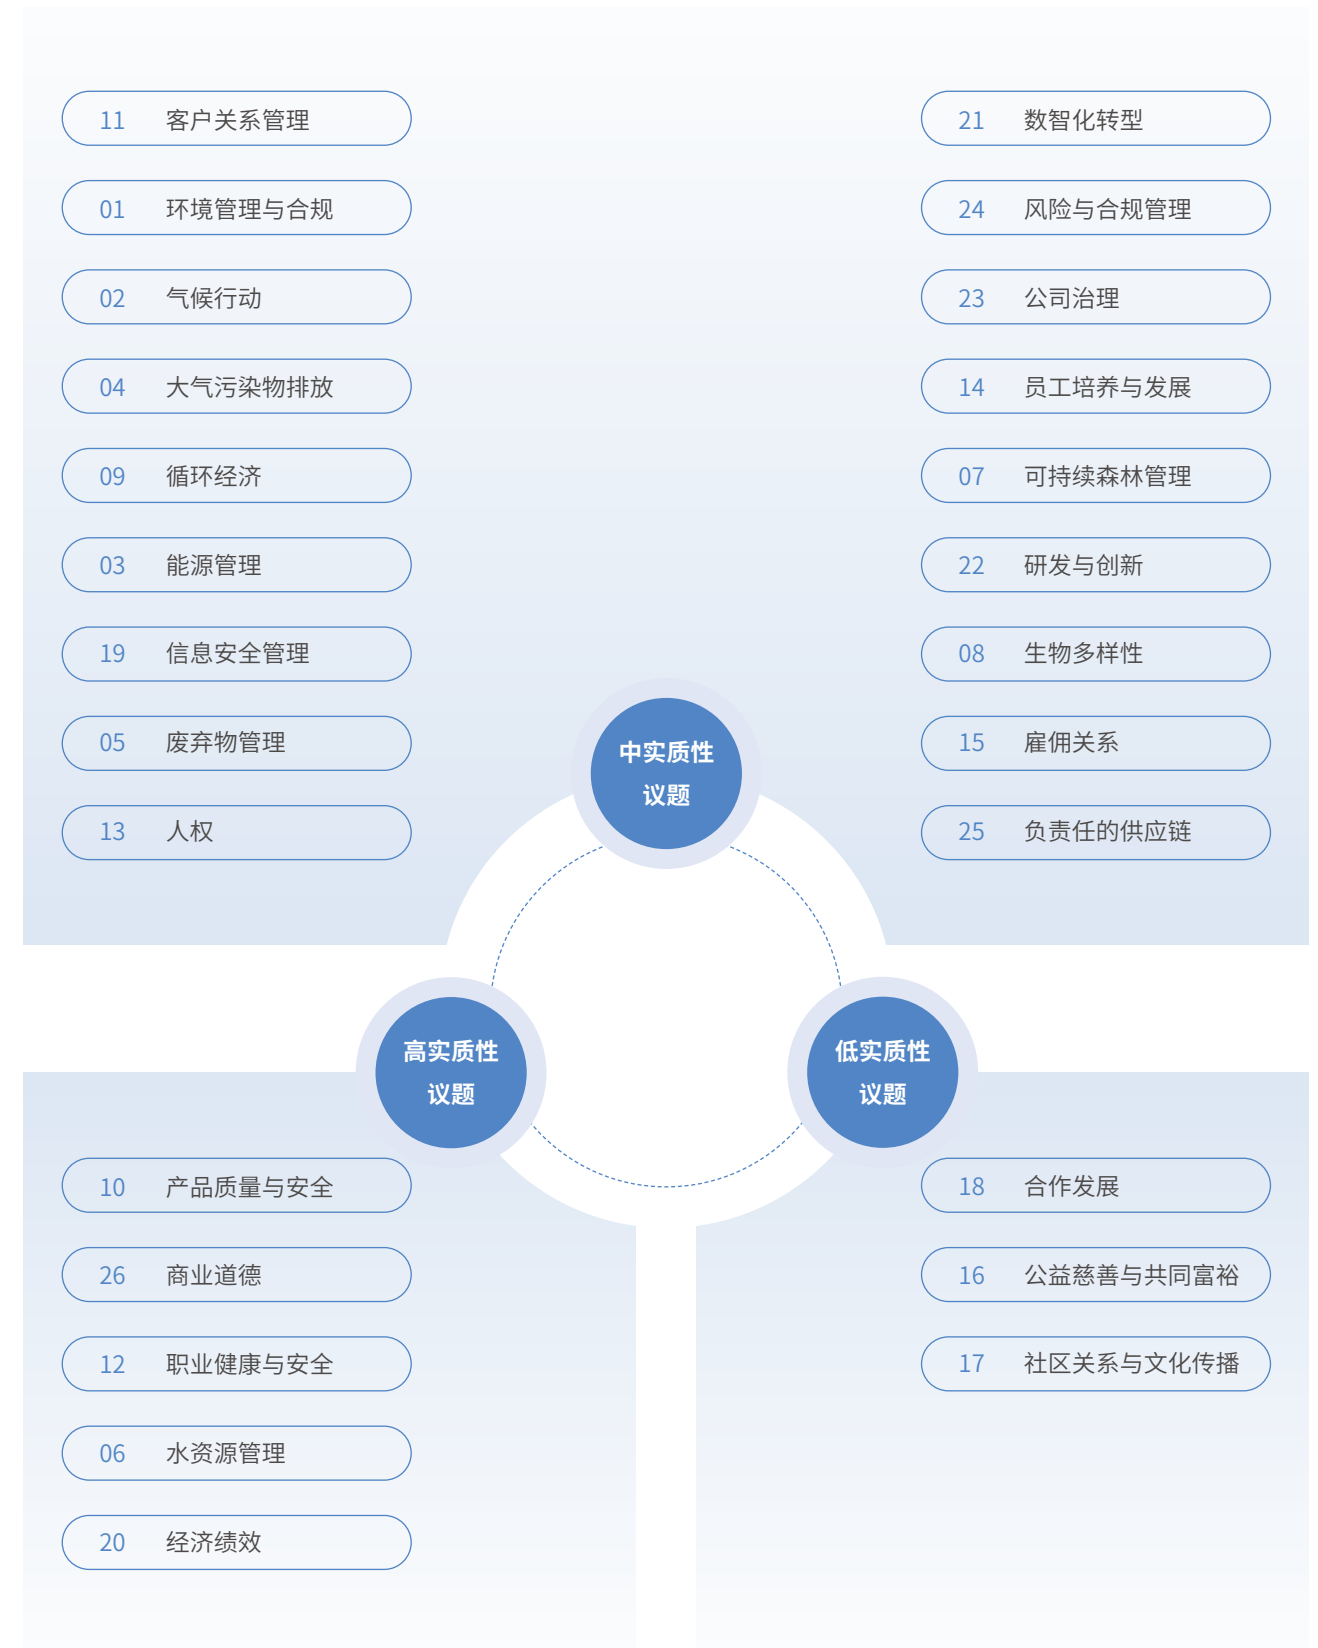 11 客户关系管理
01 环境管理与合规
02 气候行动
04 大气污染物排放
09 循环经济
03 能源管理
19 信息安全管理
05 废弃物管理
13 人权
21 数智化转型
24 风险与合规管理
23 公司治理
14 员工培养与发展
07 可持续森林管理
22 研发与创新
08 生物多样性
15 雇佣关系
25 负责任的供应链
中实质性
议题
高实质性
议题
低实质性
议题
10 产品质量与安全
26 商业道德
12 职业健康与安全
06 水资源管理
20 经济绩效
18 合作发展
16 公益慈善与共同富裕
17 社区关系与文化传播